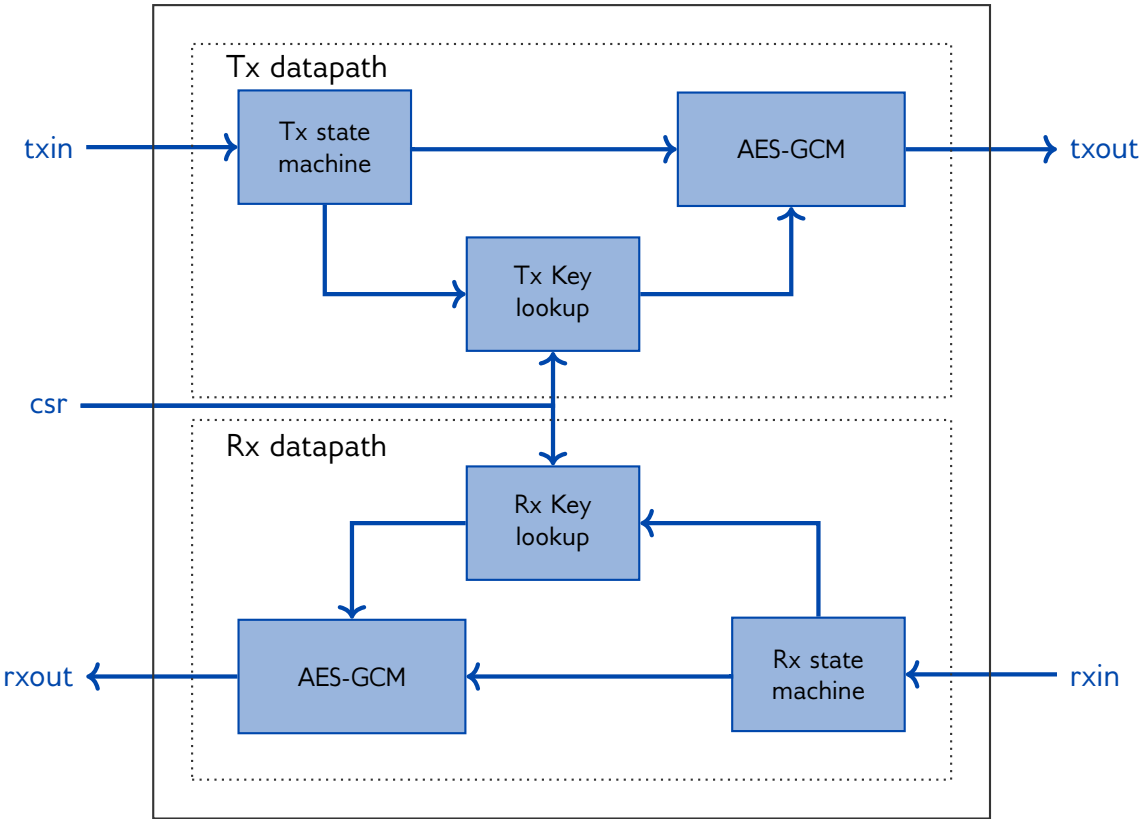 Tx datapath
Tx state
machine
AES-GCM
txin
txout
Tx Key
lookup
csr
Rx datapath
Rx Key
lookup
rxout
AES-GCM
Rx state
machine
rxin